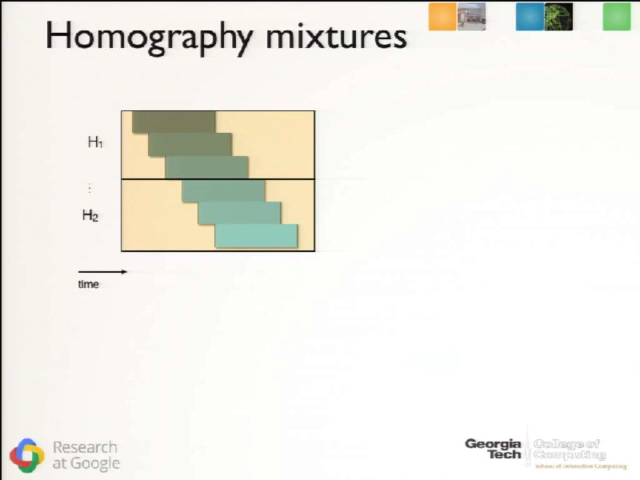 Homography mixtures
H1
⋮
H2
time
Research
at Google
Georgia
Tech
College of
Computing
School of Interactive Computing